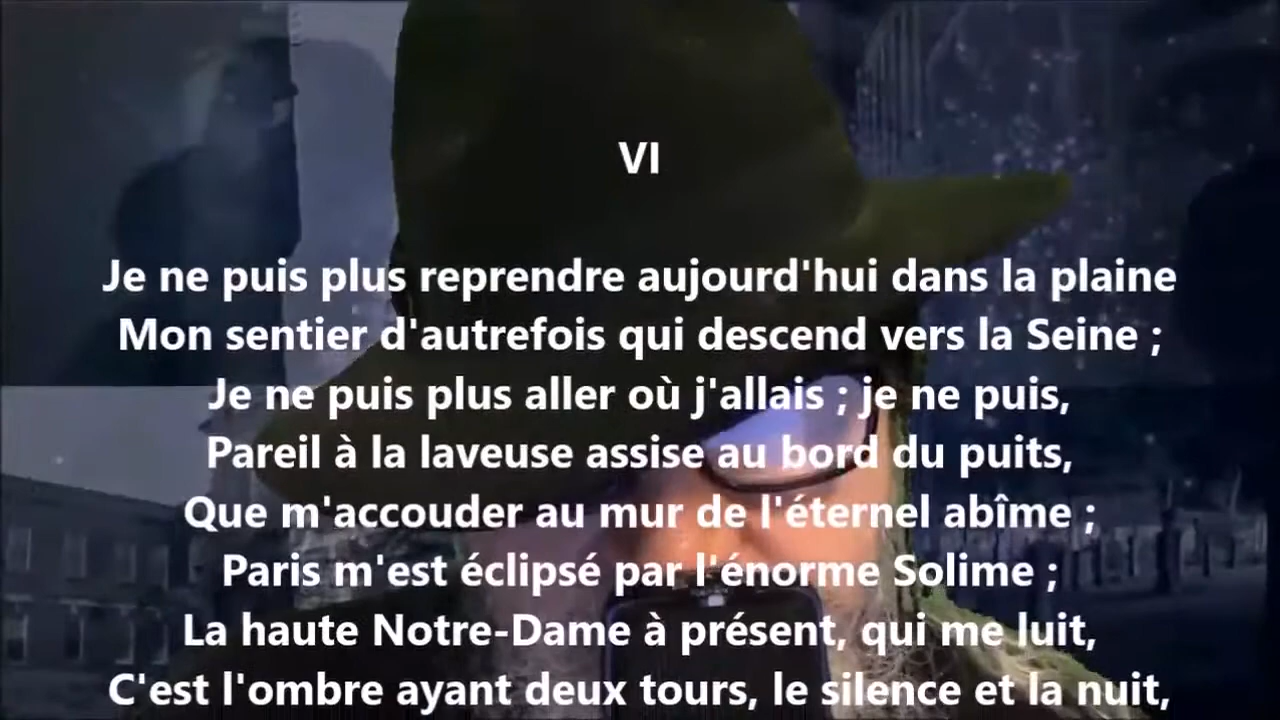 VI
Je ne puis plus reprendre aujourd'hui dans la plaine
Mon sentier d'autrefois qui descend vers la Seine ;
Je ne puis plus aller où j'allais ; je ne puis,
Pareil à la laveuse assise au bord du puits,
Que m'accouder au mur de l'éternel abîme ;
Paris m'est éclipsé par l'énorme Solime ;
La haute Notre-Dame à présent, qui me luit,
C'est l'ombre ayant deux tours, le silence et la nuit,